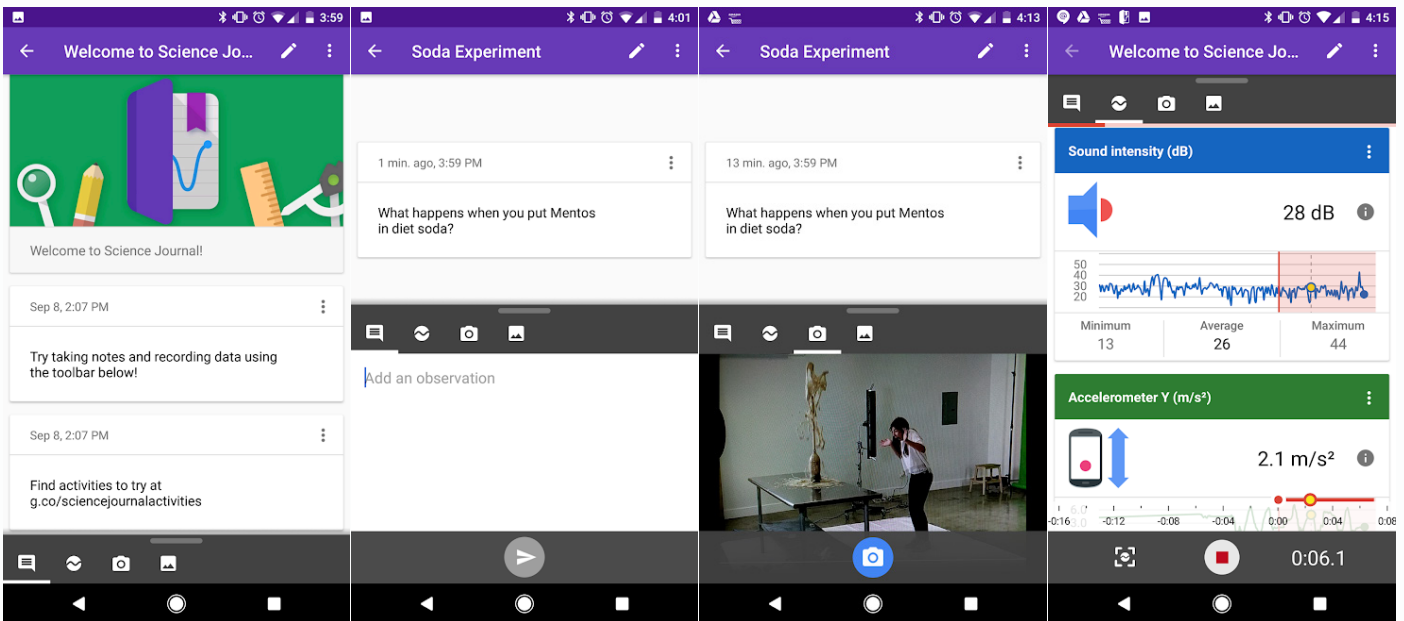 3:59
Welcome to Science Jo...
Welcome to Science Journal!
Sep 8, 2:07 PM
Try taking notes and recording data using
the toolbar below!
Sep 8, 2:07 PM
Find activities to try at
g.co/sciencejournalactivities
4:01
Soda Experiment
1 min. ago, 3:59 PM
What happens when you put Mentos
in diet soda?
Add an observation
4:13
Soda Experiment
13 min. ago, 3:59 PM
What happens when you put Mentos
in diet soda?
4:15
Welcome to Science Jo...
Sound intensity (dB)
28 dB
50
40
30
20
Minimum Average Maximum
13 26 44
Accelerometer Y (m/s²)
2.1 m/s²
6.0
3.0
-0:16 -0:12 -0:08 -0:04 0:00 0:04 0:08
0:06.1